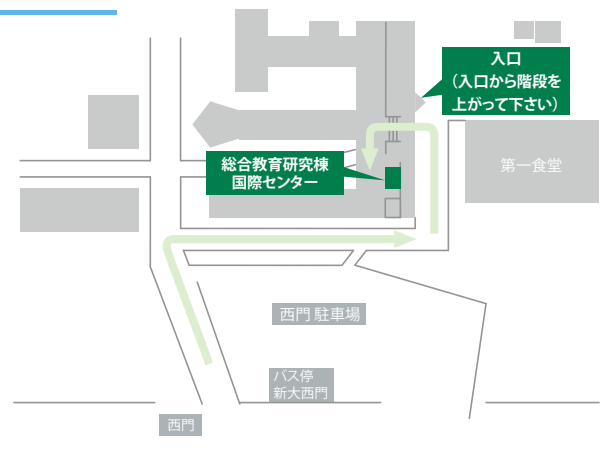 入口
（入口から階段を
上がって下さい）
総合教育研究棟
国際センター
第一食堂
西門 駐車場
バス停
新大西門
西門